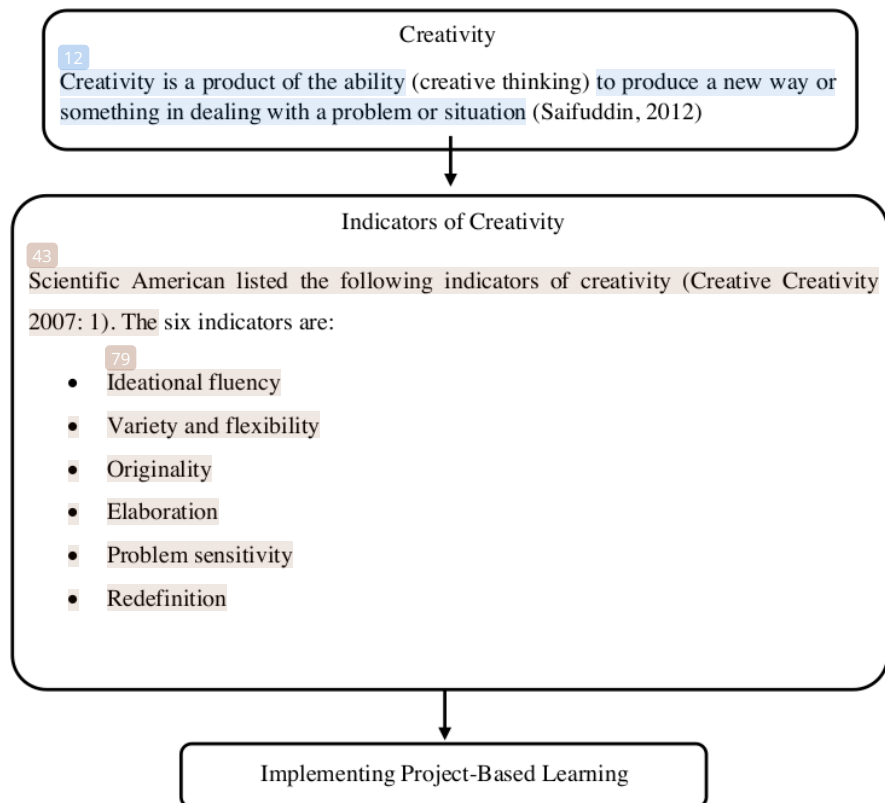 Creativity
12
Creativity is a product of the ability (creative thinking) to produce a new way or
something in dealing with a problem or situation (Saifuddin, 2012)
Indicators of Creativity
43
Scientific American listed the following indicators of creativity (Creative Creativity
2007: 1). The six indicators are:
79
• Ideational fluency
• Variety and flexibility
• Originality
• Elaboration
• Problem sensitivity
• Redefinition
Implementing Project-Based Learning